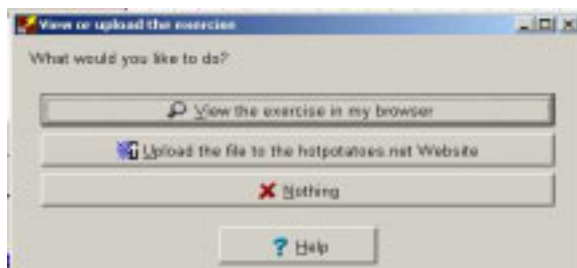 View or upload the exercise
What would you like to do?
View the exercise in my browser
Upload the file to the hotpotatoes.net Website
Nothing
Help